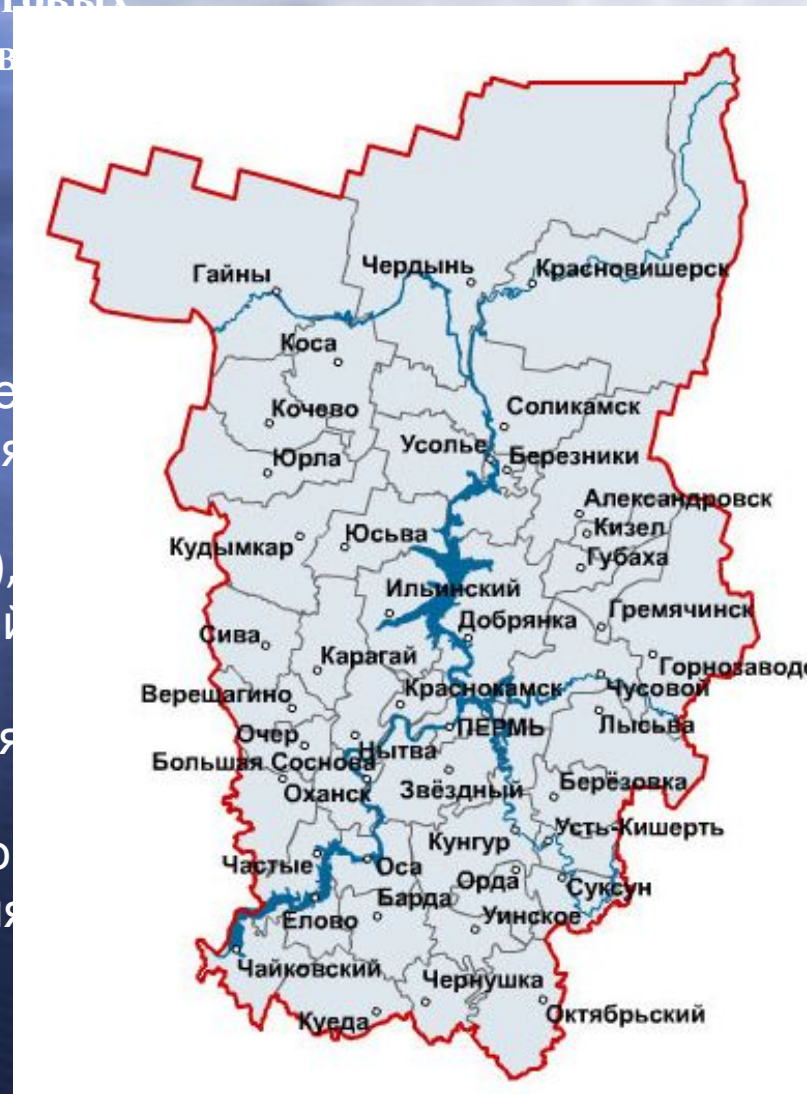 Гайны
Чердынь
Красновишерск
Коса
Кочево
Соликамск
Усолье
Юрла
Березники
Александровск
Юсьва
Кизел
Кудымкар
Губаха
Ильинский
Гремячинск
Добрянка
Сива
Карагай
Горнозаводс
Верещагино
Краснокамск
Чусовой
Очер
Нытва
ПЕРМЬ
Лысьва
Большая Соснова
Оханск
Звёздный
Берёзовка
Кунгур
Усть-Кишерть
Частые
Оса
Орда
Суксун
Барда
Елово
Уинское
Чайковский
Чернушка
Куеда
Октябрьский